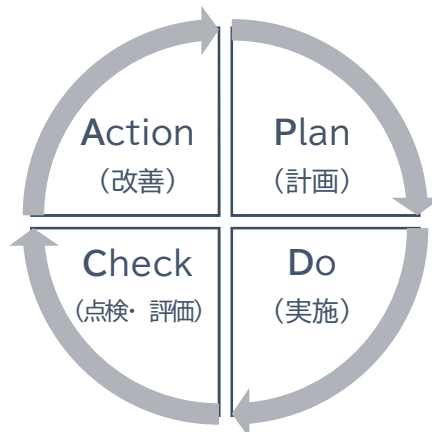 Action
（改善）
Plan
（計画）
Check
（点検・評価）
Do
（実施）